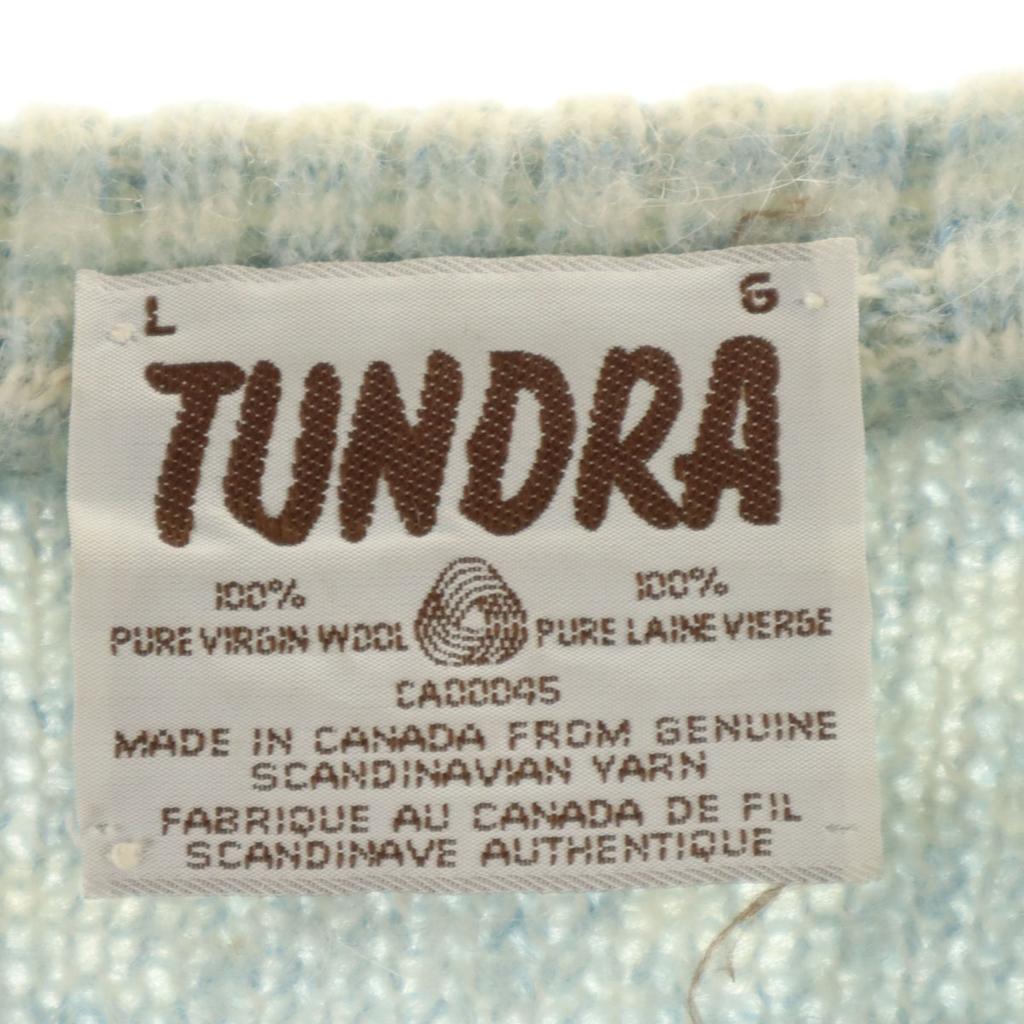 L G
TUNDRA
100% 100%
PURE VIRGIN WOOL PURE LAINE VIERGE
CA00045
MADE IN CANADA FROM GENUINE
SCANDINAVIAN YARN
FABRIQUE AU CANADA DE FIL
SCANDINAVE AUTHENTIQUE